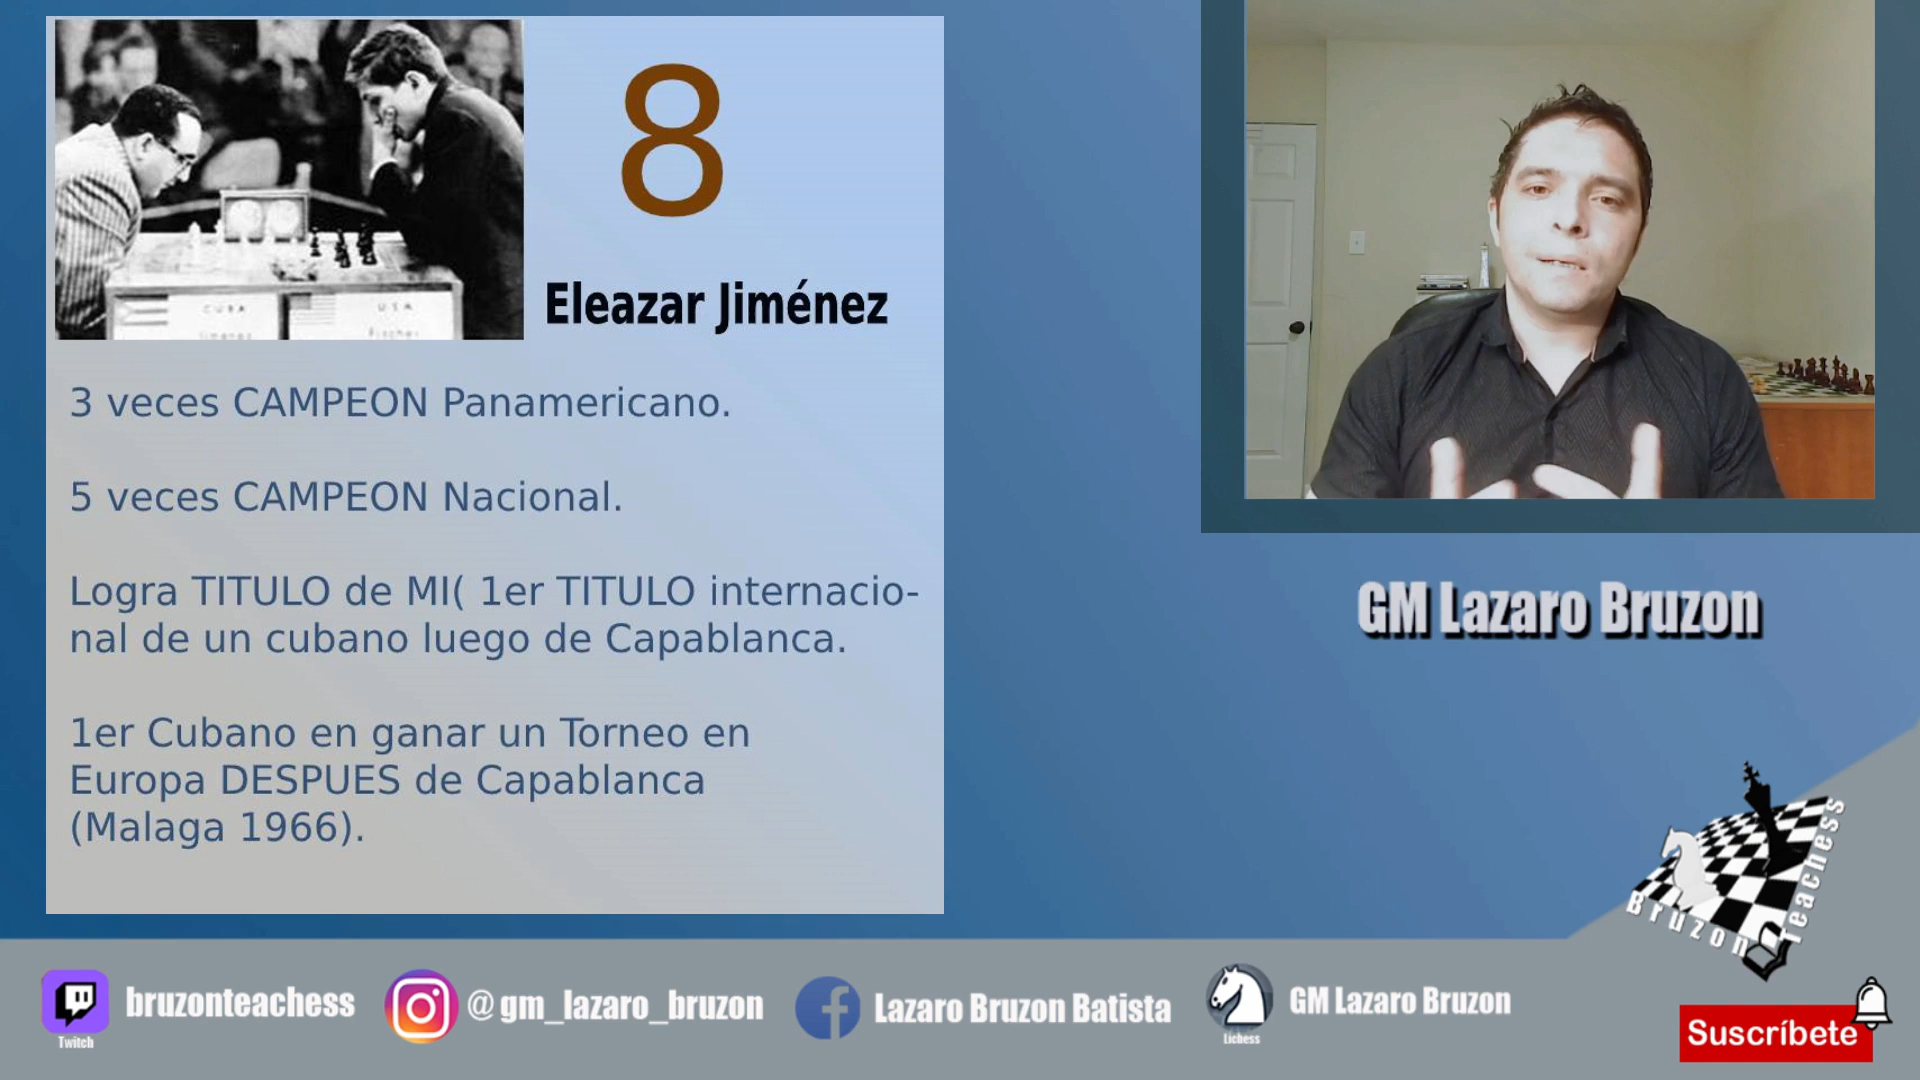 8
Eleazar Jiménez
CUBA
USA
Fischer
3 veces CAMPEON Panamericano.
5 veces CAMPEON Nacional.
Logra TITULO de MI( 1er TITULO internacio-
nal de un cubano luego de Capablanca.
1er Cubano en ganar un Torneo en
Europa DESPUES de Capablanca
(Malaga 1966).
GM Lazaro Bruzon
Bruzon
Teachess
bruzonteachess
Twitch
@gm_lazaro_bruzon
Lazaro Bruzon Batista
GM Lazaro Bruzon
Lichess
Suscríbete